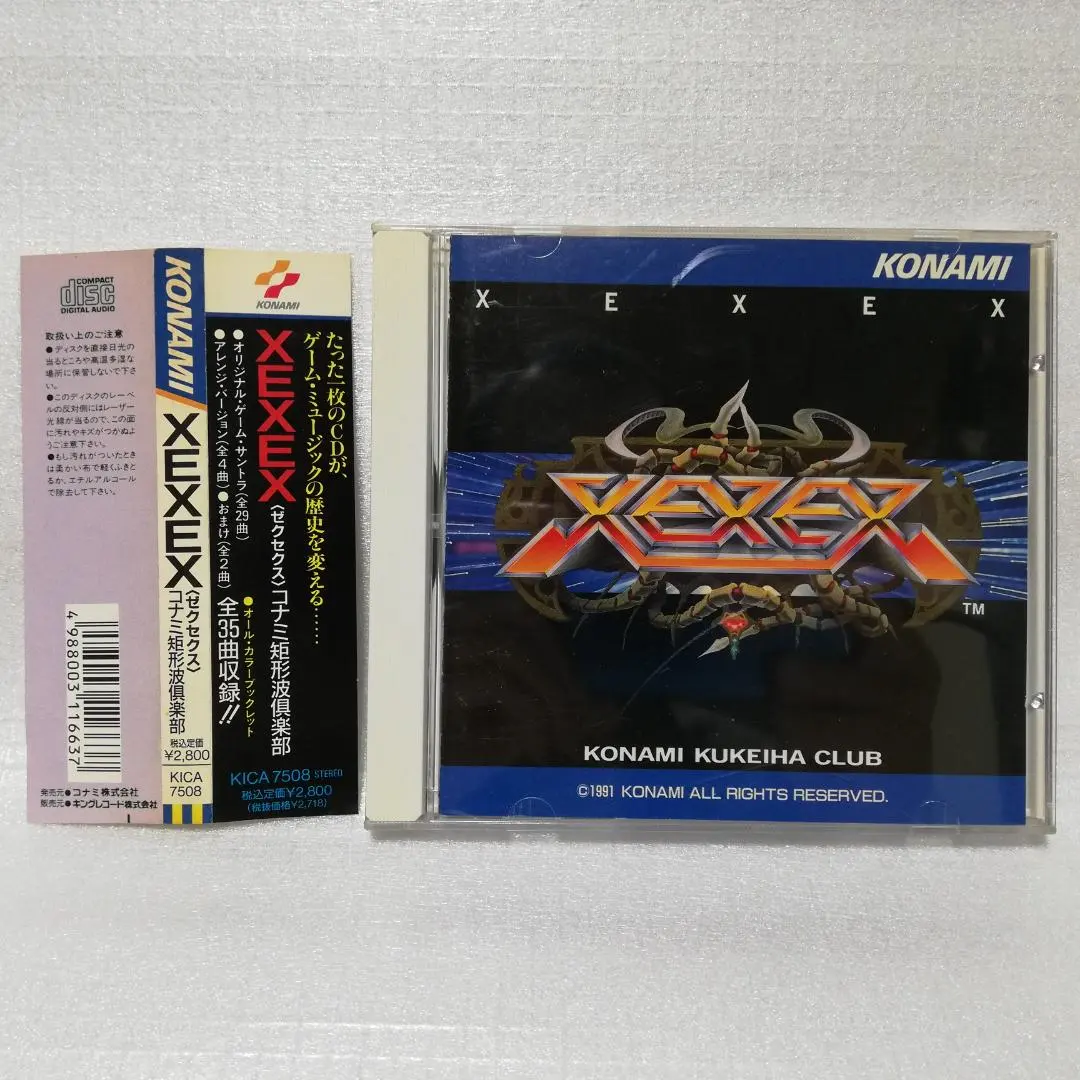 COMPACT
disc
DIGITAL AUDIO
取扱い上のご注意
●ディスクを直接日光の
当るところや高温多湿な
場所に保管しないで下さ
い。
●このディスクのレーベ
ルの反対側にはレーザー
光線が当るので、この面
に汚れやキズがつかぬよ
うご注意下さい。
●もし汚れがついたとき
は柔かい布で軽くふきと
るか、エチルアルコール
で除去して下さい。
4 988003 116637
発売元●コナミ株式会社
販売元●キングレコード株式会社
KONAMI
XEXEX
〈ゼクセクス〉
コナミ矩形波倶楽部
税込定価
¥2,800
KICA
7508
KONAMI
たった一枚のCDが、
ゲーム・ミュージックの歴史を変える……
XEXEX〈ゼクセクス〉コナミ矩形波倶楽部
●オリジナル・ゲーム・サントラ(全29曲)
●アレンジ・バージョン(全4曲)●おまけ(全2曲)
●オール・カラーブックレット
全35曲収録!!
KICA 7508 STEREO
税込定価¥2,800
(税抜価格¥2,718)
KONAMI
X E X E X
XEXEX
TM
KONAMI KUKEIHA CLUB
©1991 KONAMI ALL RIGHTS RESERVED.